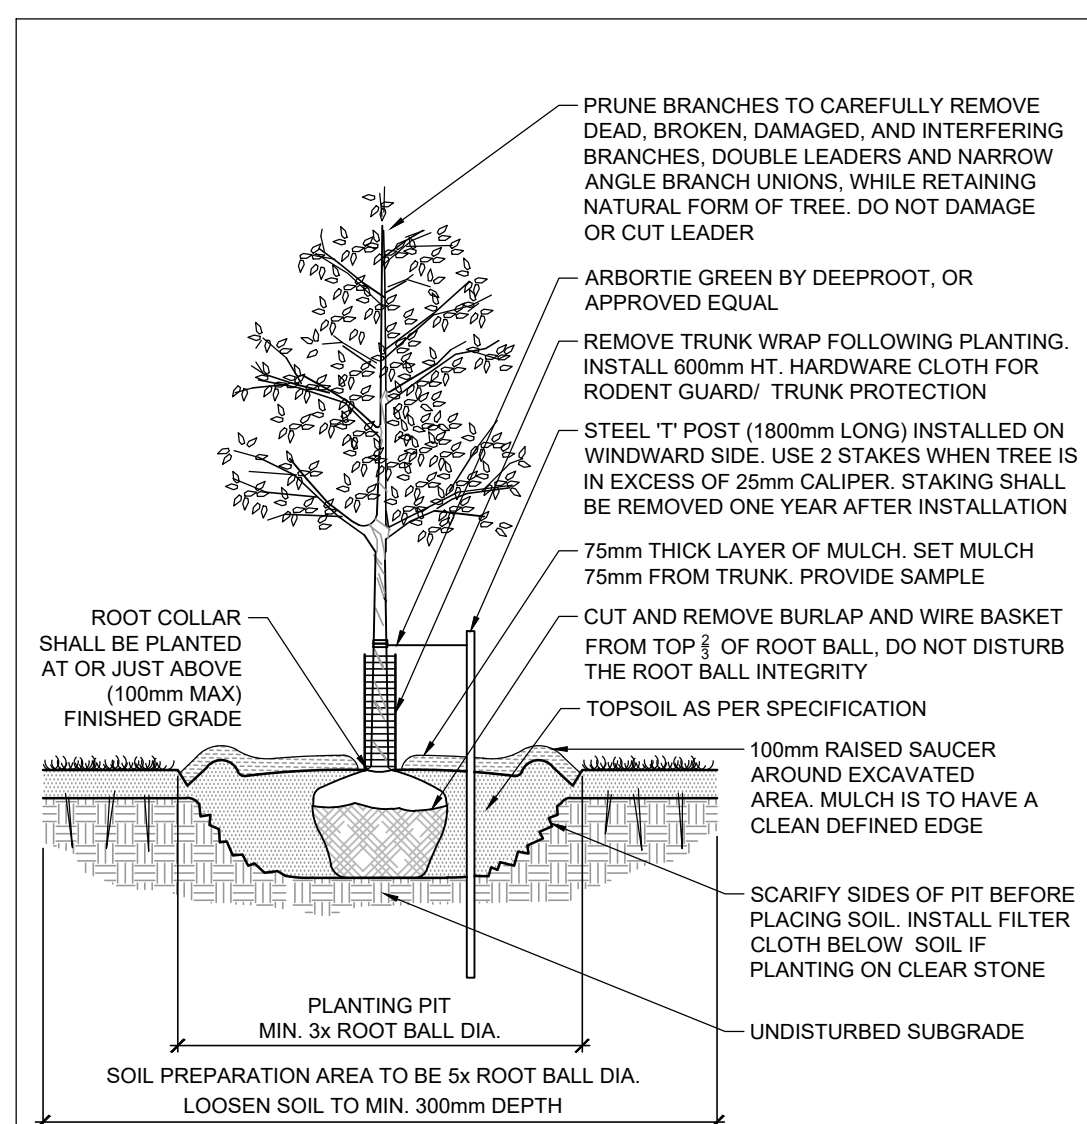 PRUNE BRANCHES TO CAREFULLY REMOVE
DEAD, BROKEN, DAMAGED, AND INTERFERING
BRANCHES, DOUBLE LEADERS AND NARROW
ANGLE BRANCH UNIONS, WHILE RETAINING
NATURAL FORM OF TREE. DO NOT DAMAGE
OR CUT LEADER
ARBORTIE GREEN BY DEEPROOT, OR
APPROVED EQUAL
REMOVE TRUNK WRAP FOLLOWING PLANTING.
INSTALL 600mm HT. HARDWARE CLOTH FOR
RODENT GUARD/ TRUNK PROTECTION
STEEL 'T' POST (1800mm LONG) INSTALLED ON
WINDWARD SIDE. USE 2 STAKES WHEN TREE IS
IN EXCESS OF 25mm CALIPER. STAKING SHALL
BE REMOVED ONE YEAR AFTER INSTALLATION
75mm THICK LAYER OF MULCH. SET MULCH
75mm FROM TRUNK. PROVIDE SAMPLE
CUT AND REMOVE BURLAP AND WIRE BASKET
FROM TOP 2/3 OF ROOT BALL, DO NOT DISTURB
THE ROOT BALL INTEGRITY
ROOT COLLAR
SHALL BE PLANTED
AT OR JUST ABOVE
(100mm MAX)
FINISHED GRADE
TOPSOIL AS PER SPECIFICATION
100mm RAISED SAUCER
AROUND EXCAVATED
AREA. MULCH IS TO HAVE A
CLEAN DEFINED EDGE
SCARIFY SIDES OF PIT BEFORE
PLACING SOIL. INSTALL FILTER
CLOTH BELOW SOIL IF
PLANTING ON CLEAR STONE
UNDISTURBED SUBGRADE
PLANTING PIT
MIN. 3x ROOT BALL DIA.
SOIL PREPARATION AREA TO BE 5x ROOT BALL DIA.
LOOSEN SOIL TO MIN. 300mm DEPTH